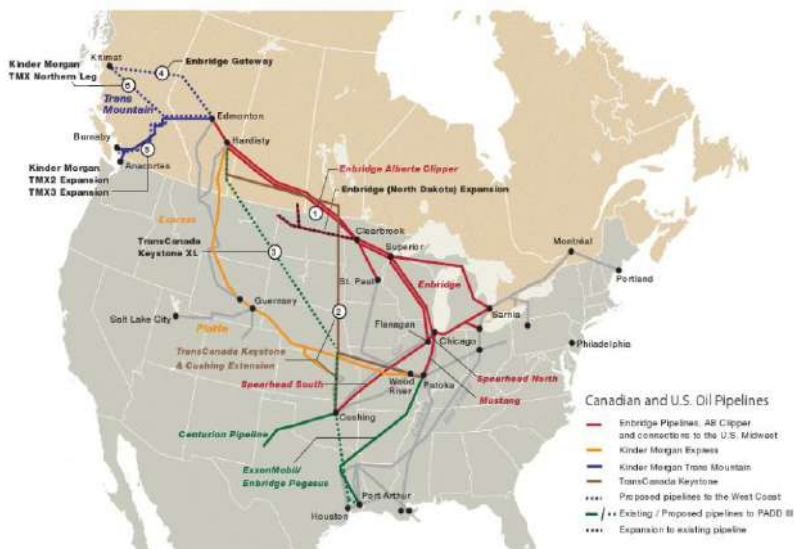 Kinder Morgan
TMX Northern Leg
Kitimat
4
Enbridge Gateway
5
Trans
Mountain
Edmonton
Burnaby
Hardisty
5
Anacortes
Kinder Morgan
TMX2 Expansion
TMX3 Expansion
Enbridge Alberta Clipper
Enbridge (North Dakota) Expansion
1
Express
Clearbrook
TransCanada
Keystone XL
3
Superior
Montréal
St. Paul
Enbridge
Portland
Guernsey
Salt Lake City
2
Sarnia
Platte
Flanagan
Chicago
Philadelphia
TransCanada Keystone
& Cushing Extension
Spearhead South
Wood
River
Patoka
Spearhead North
Mustang
Cushing
Centurion Pipeline
ExxonMobil/
Enbridge Pegasus
Port Arthur
Houston
Canadian and U.S. Oil Pipelines
Enbridge Pipelines, AB Clipper
and connections to the U.S. Midwest
Kinder Morgan Express
Kinder Morgan Trans Mountain
TransCanada Keystone
Proposed pipelines to the West Coast
Existing / Proposed pipelines to PADD III
Expansion to existing pipeline